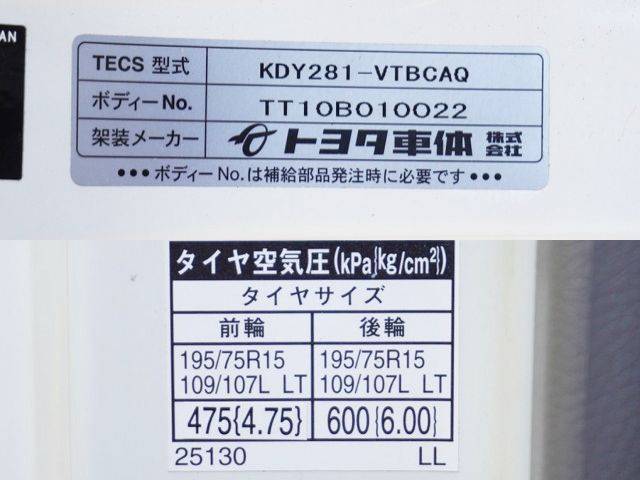 AN
TECS 型式 KDY281-VTBCAQ
ボディーNo. TT10B010022
架装メーカー トヨタ車体 株式会社
•••ボディーNo.は補給部品発注時に必要です•••
タイヤ空気圧(kPa{kg/cm²})
タイヤサイズ
前輪 後輪
195/75R15 195/75R15
109/107L LT 109/107L LT
475{4.75} 600{6.00}
25130 LL